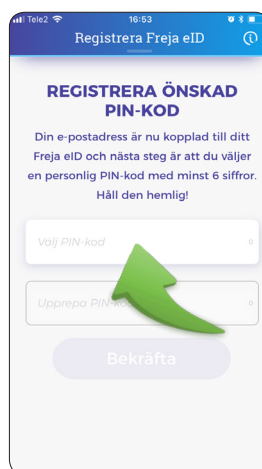 Tele2 16:53
Registrera Freja eID
REGISTRERA ÖNSKAD
PIN-KOD
Din e-postadress är nu kopplad till ditt
Freja eID och nästa steg är att du väljer
en personlig PIN-kod med minst 6 siffror.
Håll den hemlig!
Välj PIN-kod 0
Upprepa PIN-kod 0
Bekräfta